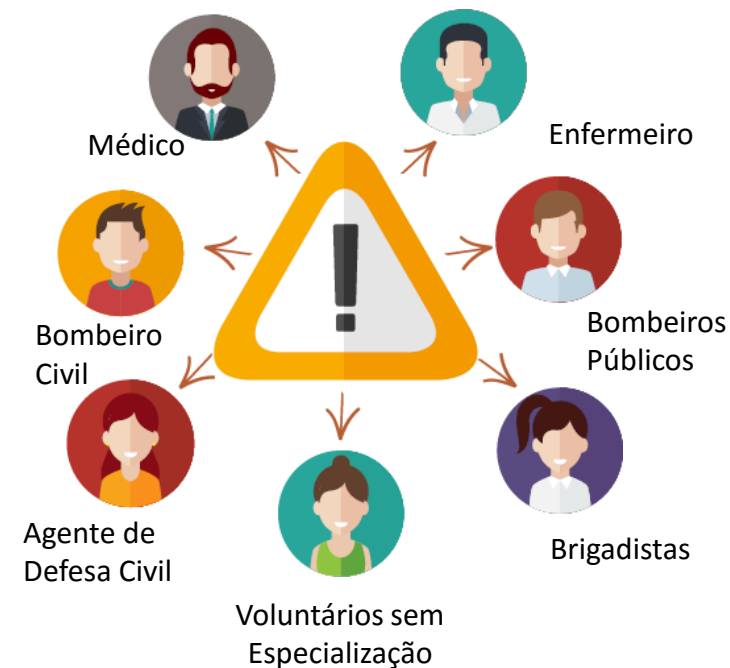 Médico
Enfermeiro
!
Bombeiro
Civil
Bombeiros
Públicos
Agente de
Defesa Civil
Brigadistas
Voluntários sem
Especialização